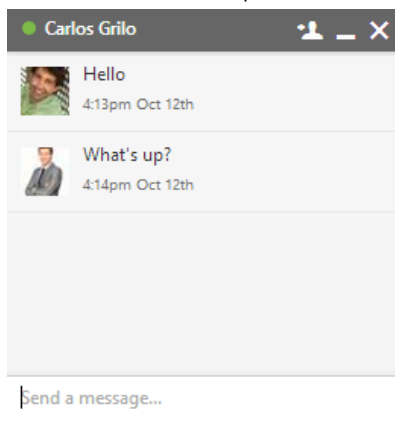 Carlos Grilo
Hello
4:13pm Oct 12th
What's up?
4:14pm Oct 12th
Send a message...